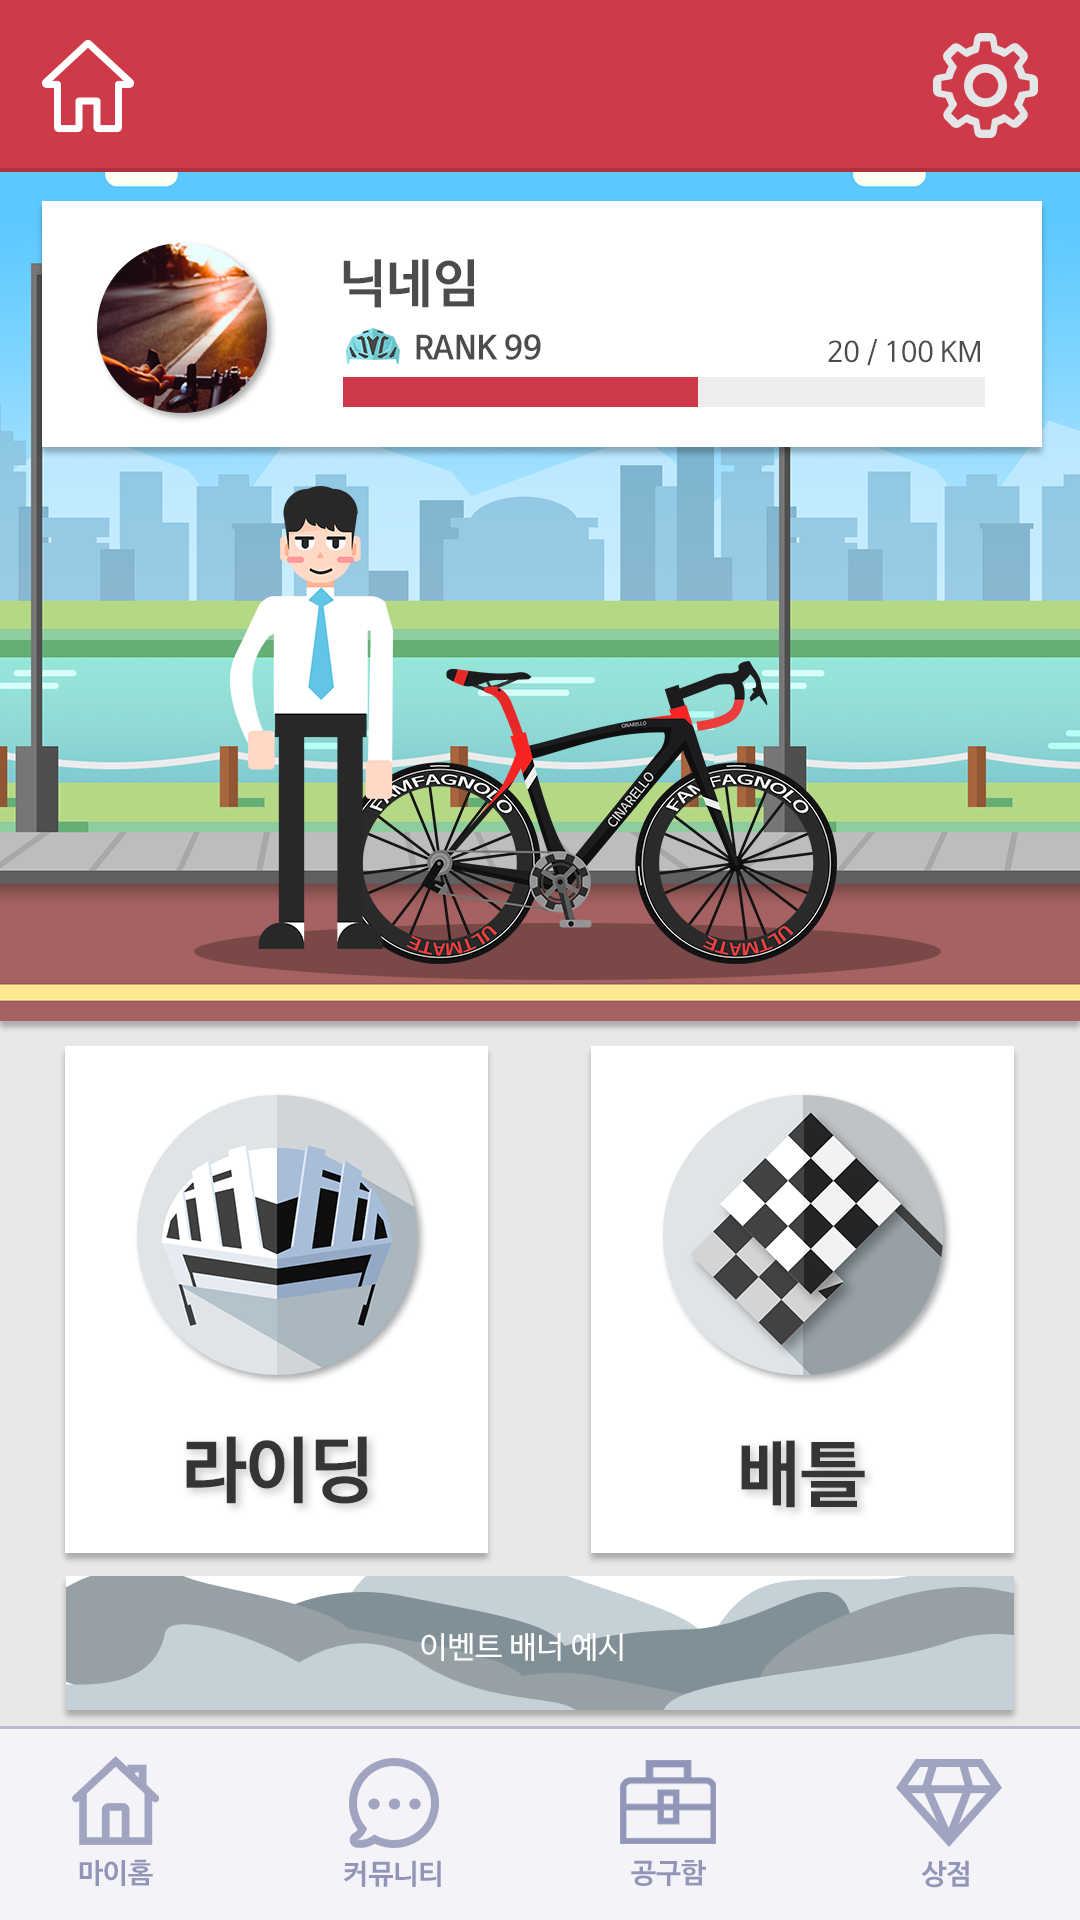 닉네임
RANK 99
20 / 100 KM
CINARELLO
CINARELLO
FAMFAGNOLO
FAMFAGNOLO
ULTMATE
ULTMATE
라이딩
배틀
이벤트 배너 예시
마이홈
커뮤니티
공구함
상점